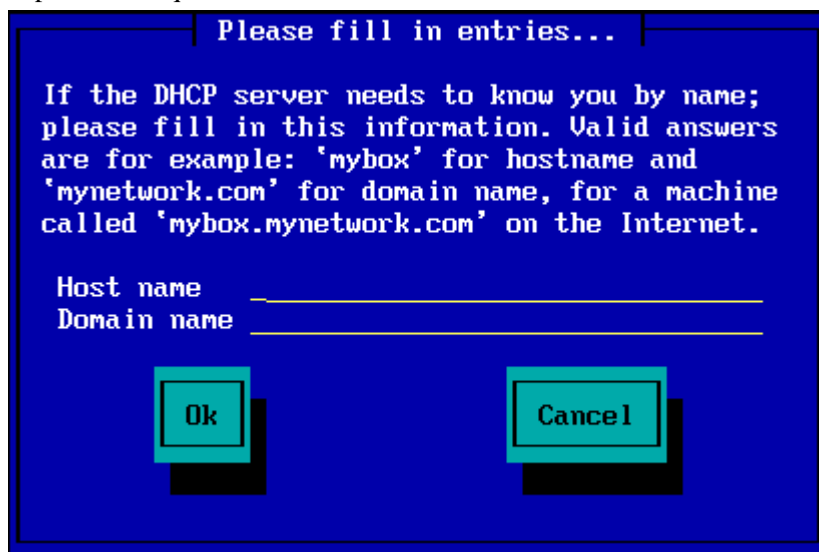 Please fill in entries...
If the DHCP server needs to know you by name;
please fill in this information. Valid answers
are for example: `mybox' for hostname and
`mynetwork.com' for domain name, for a machine
called `mybox.mynetwork.com' on the Internet.
Host name
Domain name
Ok Cancel